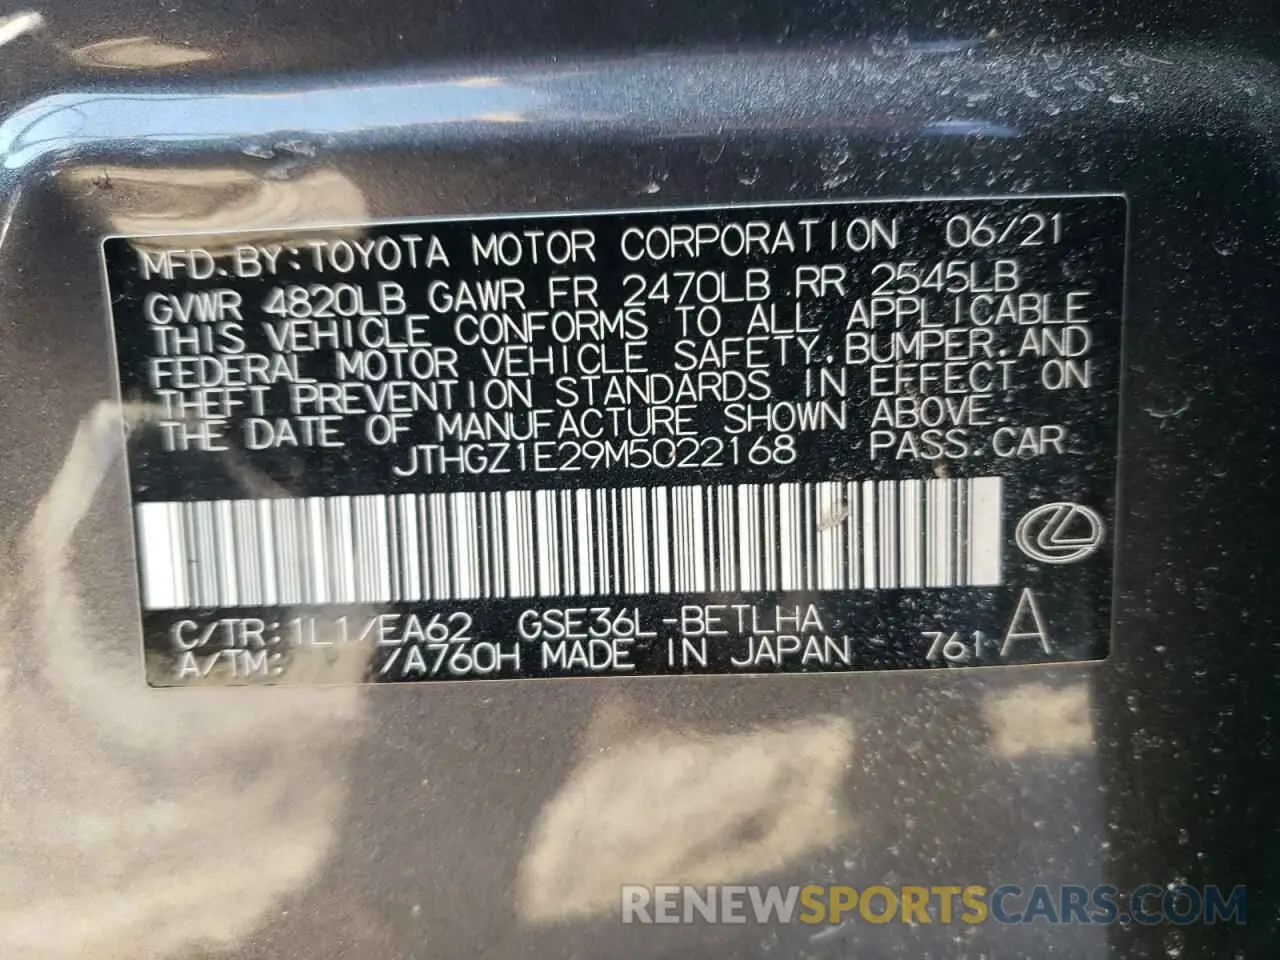 MFD.BY:TOYOTA MOTOR CORPORATION 06/21
GVWR 4820LB GAWR FR 2470LB RR 2545LB
THIS VEHICLE CONFORMS TO ALL APPLICABLE
FEDERAL MOTOR VEHICLE SAFETY,BUMPER,AND
THEFT PREVENTION STANDARDS IN EFFECT ON
THE DATE OF MANUFACTURE SHOWN ABOVE.
JTHGZ1E29M5022168 PASS.CAR
C/TR:1L1/EA62 GSE36L-BETLHA
A/TM: /A760H MADE IN JAPAN 761 A
RENEWSPORTSCARS.COM